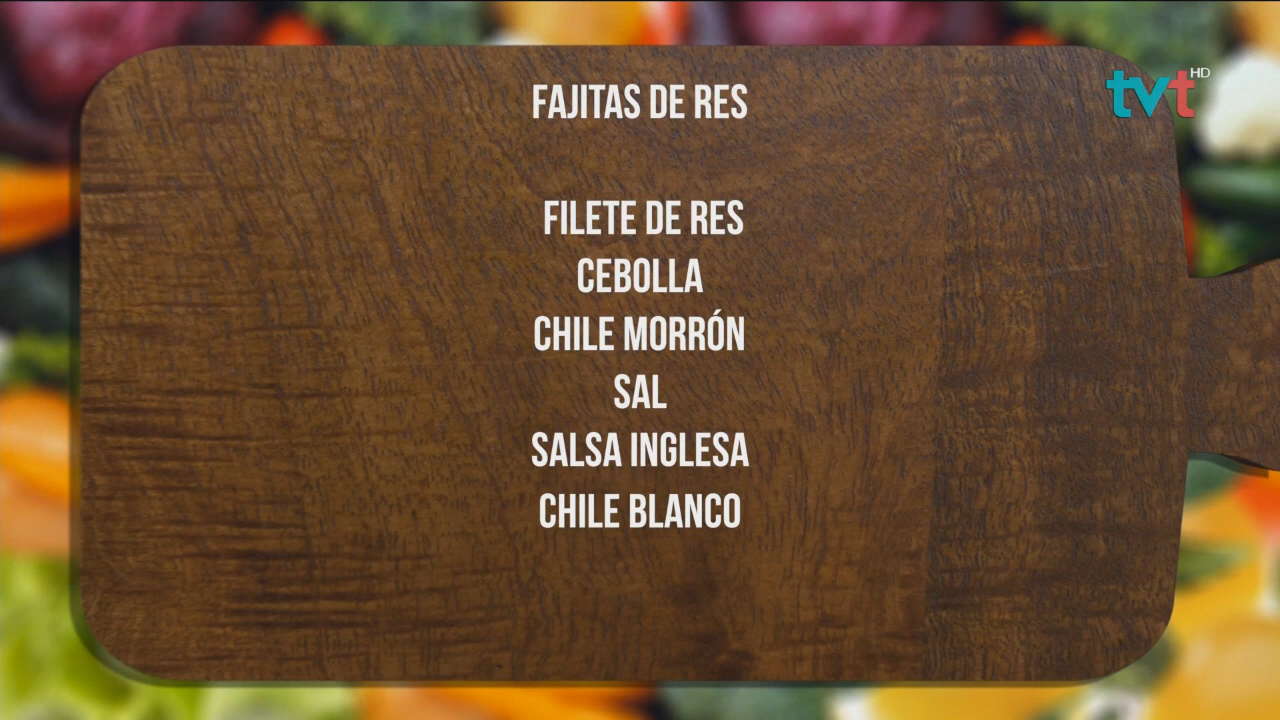 tvt HD
FAJITAS DE RES
FILETE DE RES
CEBOLLA
CHILE MORRÓN
SAL
SALSA INGLESA
CHILE BLANCO